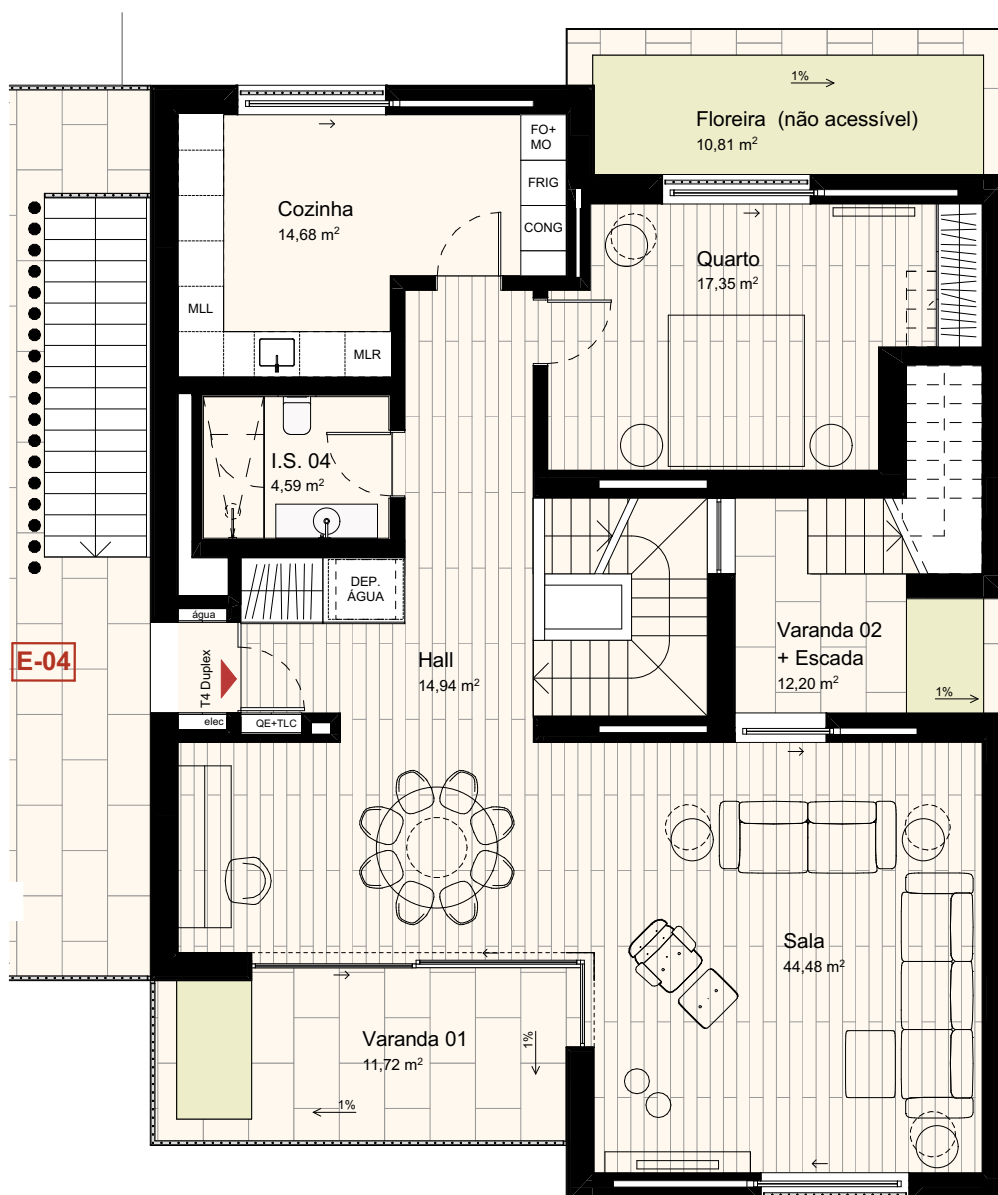 1%
Floreira (não acessível)
10,81 m²
FO+
MO
FRIG
CONG
Cozinha
14,68 m²
Quarto
17,35 m²
MLL
MLR
I.S. 04
4,59 m²
DEP.
ÁGUA
água
E-04
T4 Duplex
Hall
14,94 m²
Varanda 02
+ Escada
12,20 m²
1%
elec
QE+TLC
Sala
44,48 m²
Varanda 01
11,72 m²
1%
1%